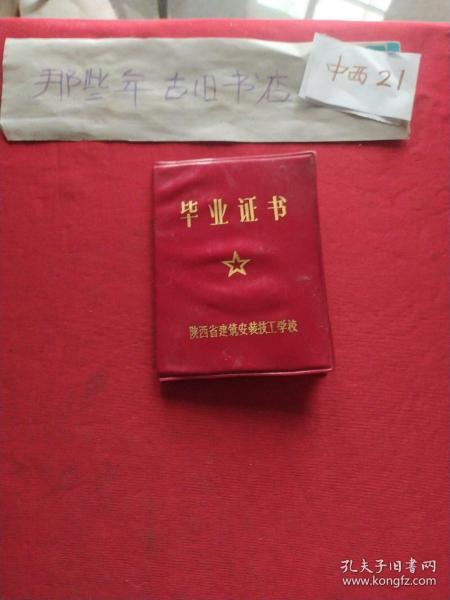 那些年古旧书店
中西21
毕业证书
陕西省建筑安装技工学校
孔夫子旧书网
www.kongfz.com